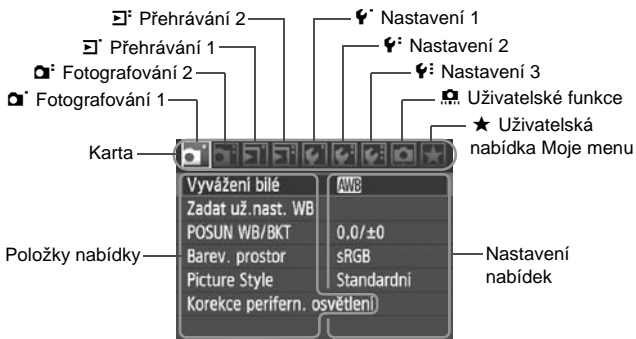 Přehrávání 2
Nastavení 1
Přehrávání 1
Nastavení 2
Fotografování 2
Nastavení 3
Fotografování 1
Uživatelské funkce
★ Uživatelská
nabídka Moje menu
Karta
Vyvážení bílé AWB
Zadat už.nast. WB
POSUN WB/BKT 0.0/±0
Položky nabídky
Barev. prostor sRGB
Nastavení
nabídek
Picture Style Standardní
Korekce perifern. osvětlení